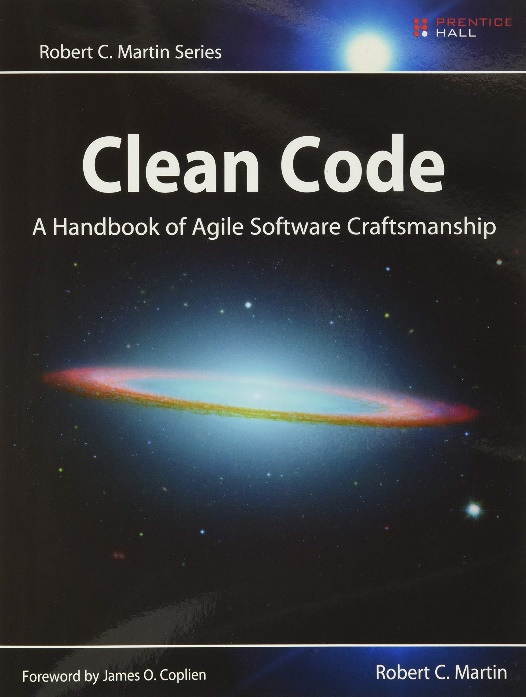 PRENTICE
HALL
Robert C. Martin Series
Clean Code
A Handbook of Agile Software Craftsmanship
Foreword by James O. Coplien
Robert C. Martin